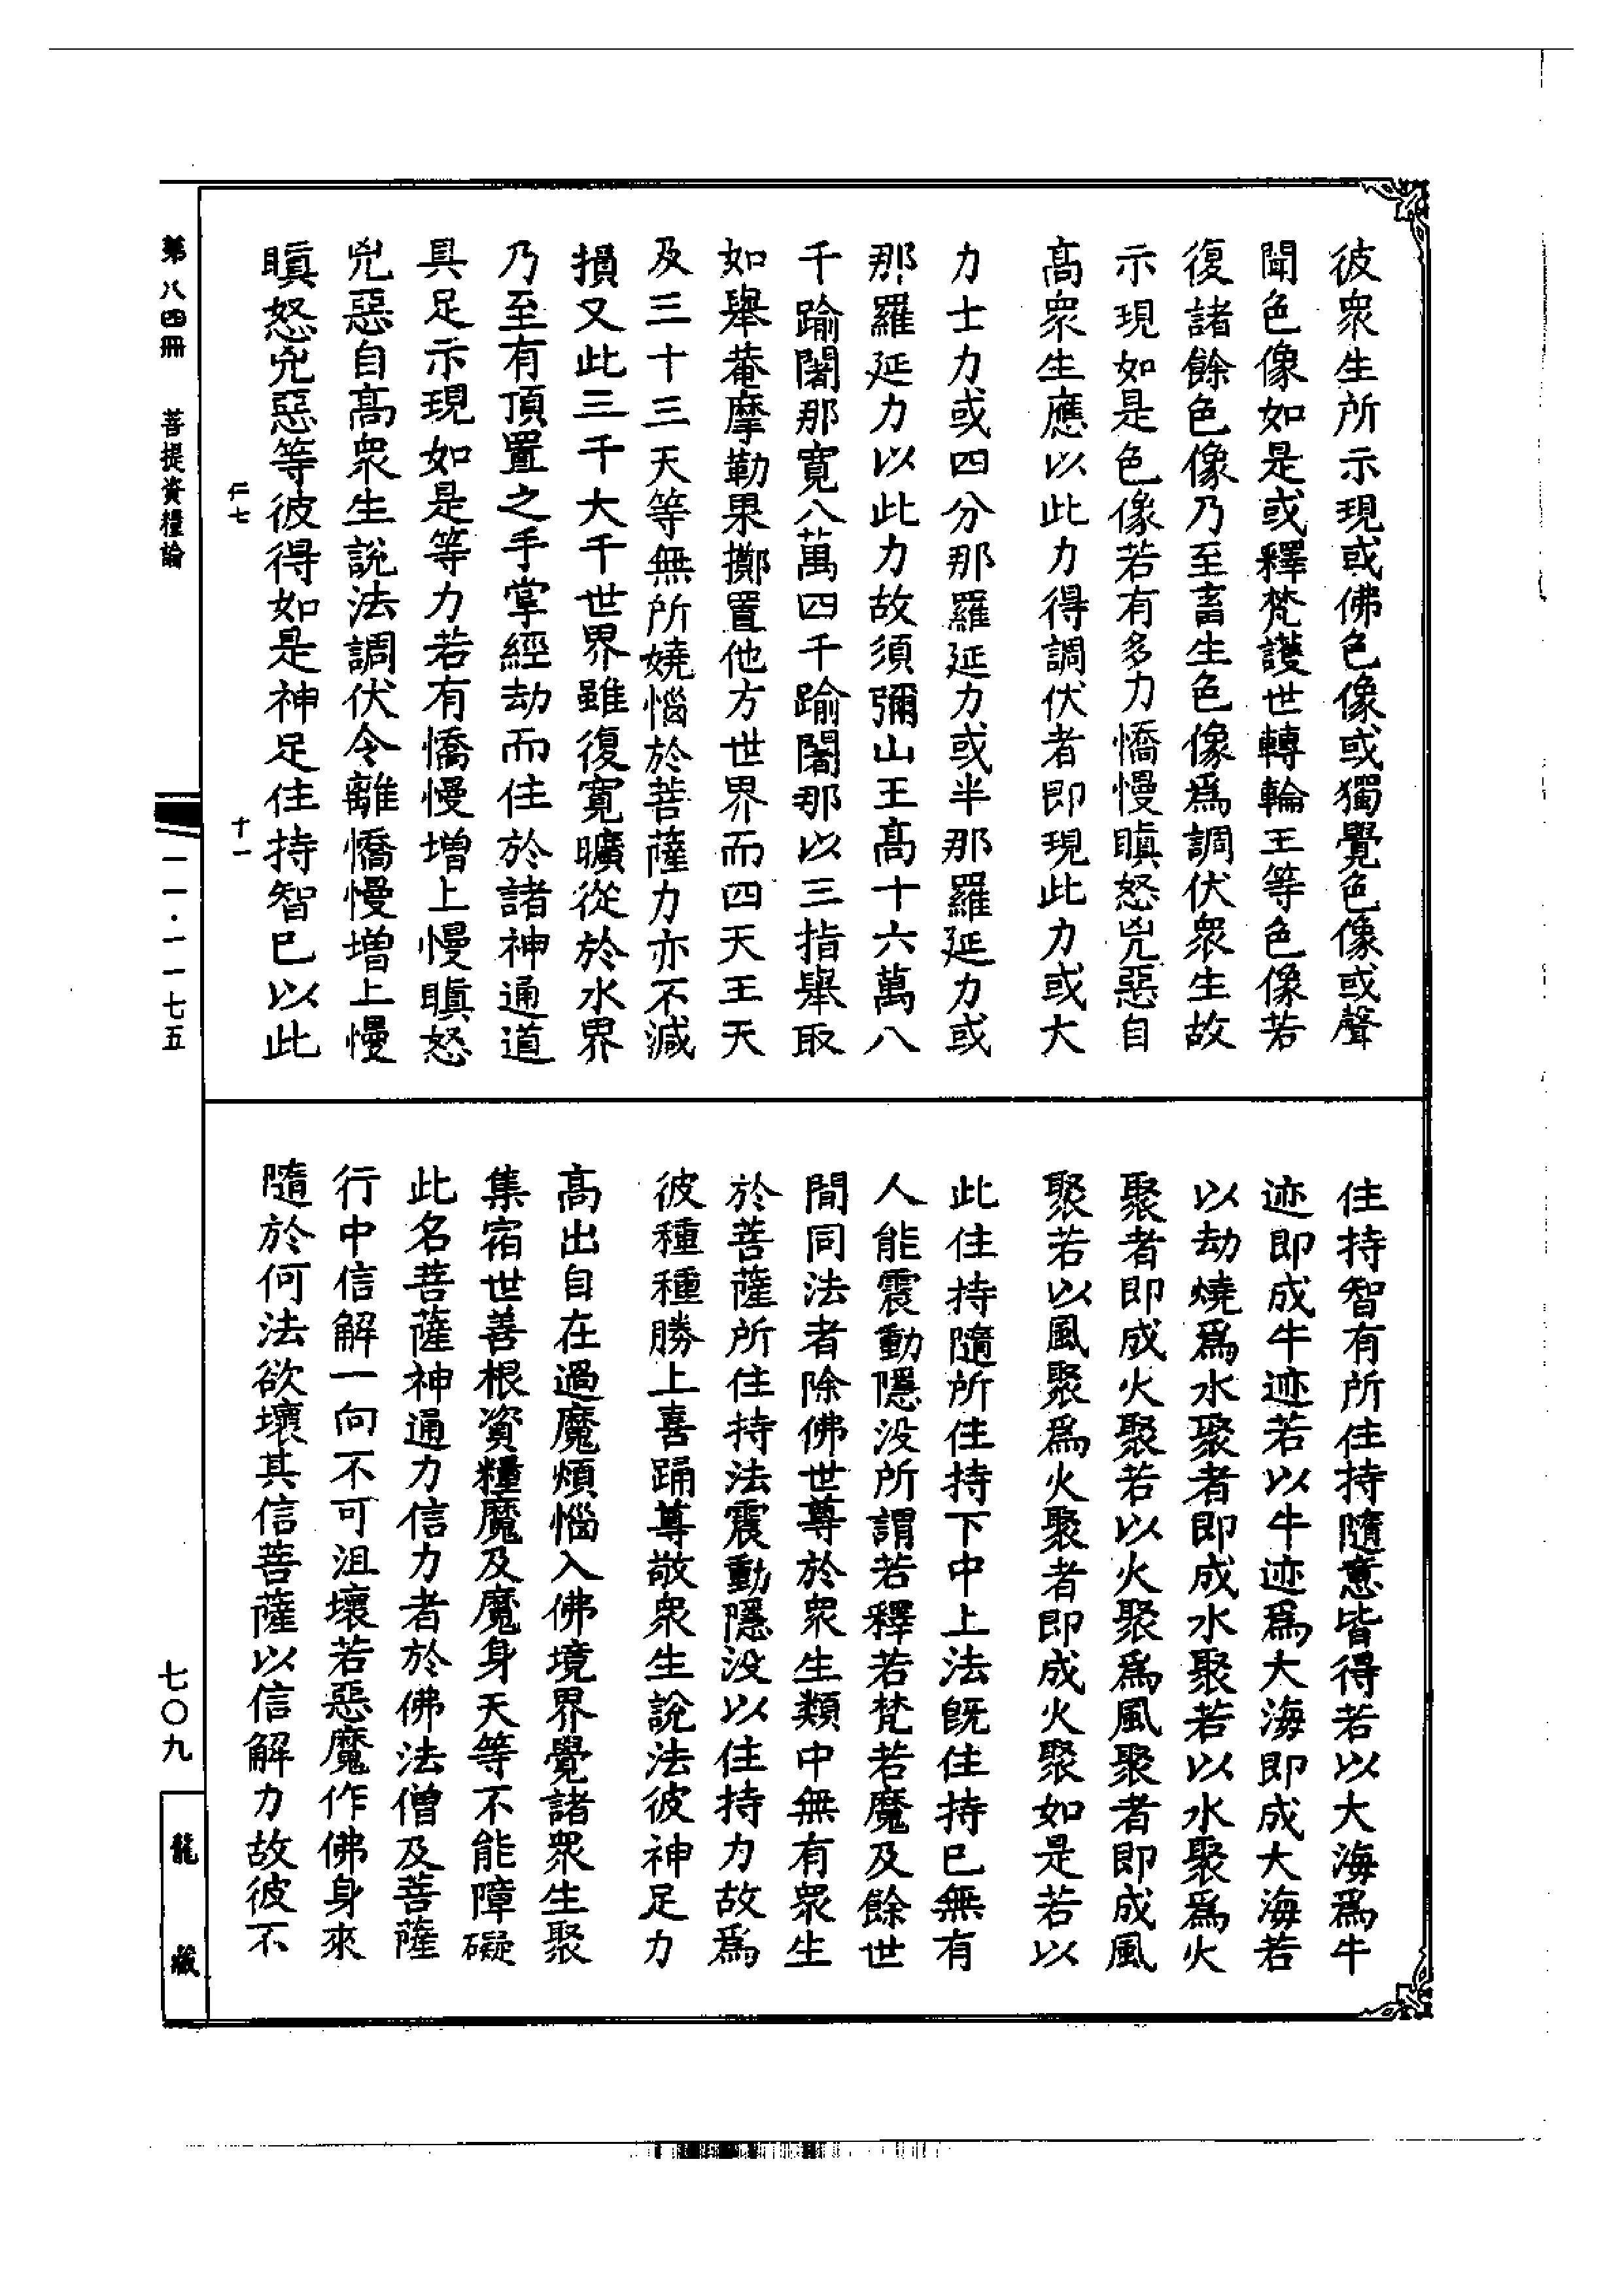 彼衆生所示現或佛色像或獨覺色像或聲
聞色像如是或釋梵護世轉輪王等色像若
復諸餘色像乃至畜生色像爲調伏衆生故
示現如是色像若有多力憍慢瞋怒兇惡自
高衆生應以此力得調伏者即現此力或大
力士力或四分那羅延力或半那羅延力或
那羅延力以此力故須彌山王高十六萬八
千踰闍那寬八萬四千踰闍那以三指舉取
如舉菴摩勒果擲置他方世界而四天王天
及三十三天等無所嬈惱於菩薩力亦不減
損又此三千大千世界雖復寬曠從於水界
乃至有頂置之手掌經劫而住於諸神通道
具足示現如是等力若有憍慢增上慢瞋怒
兇惡自高衆生說法調伏令離憍慢增上慢
瞋怒兇惡等彼得如是神足住持智已以此
仁七 十一
住持智有所住持隨意皆得若以大海爲牛
迹即成牛迹若以牛迹爲大海即成大海若
以劫燒爲水聚者即成水聚若以水聚爲火
聚者即成火聚若以火聚爲風聚者即成風
聚若以風聚爲火聚者即成火聚如是若以
此住持隨所住持下中上法旣住持已無有
人能震動隱没所謂若釋若梵若魔及餘世
間同法者除佛世尊於衆生類中無有衆生
於菩薩所住持法震動隱没以住持力故爲
彼種種勝上喜踊尊敬衆生說法彼神足力
高出自在過魔煩惱入佛境界覺諸衆生聚
集宿世善根資糧魔及魔身天等不能障礙
此名菩薩神通力信力者於佛法僧及菩薩
行中信解一向不可沮壞若惡魔作佛身來
隨於何法欲壞其信菩薩以信解力故彼不
第八四冊 菩提資糧論
一一·一一七五
七〇九
龍藏